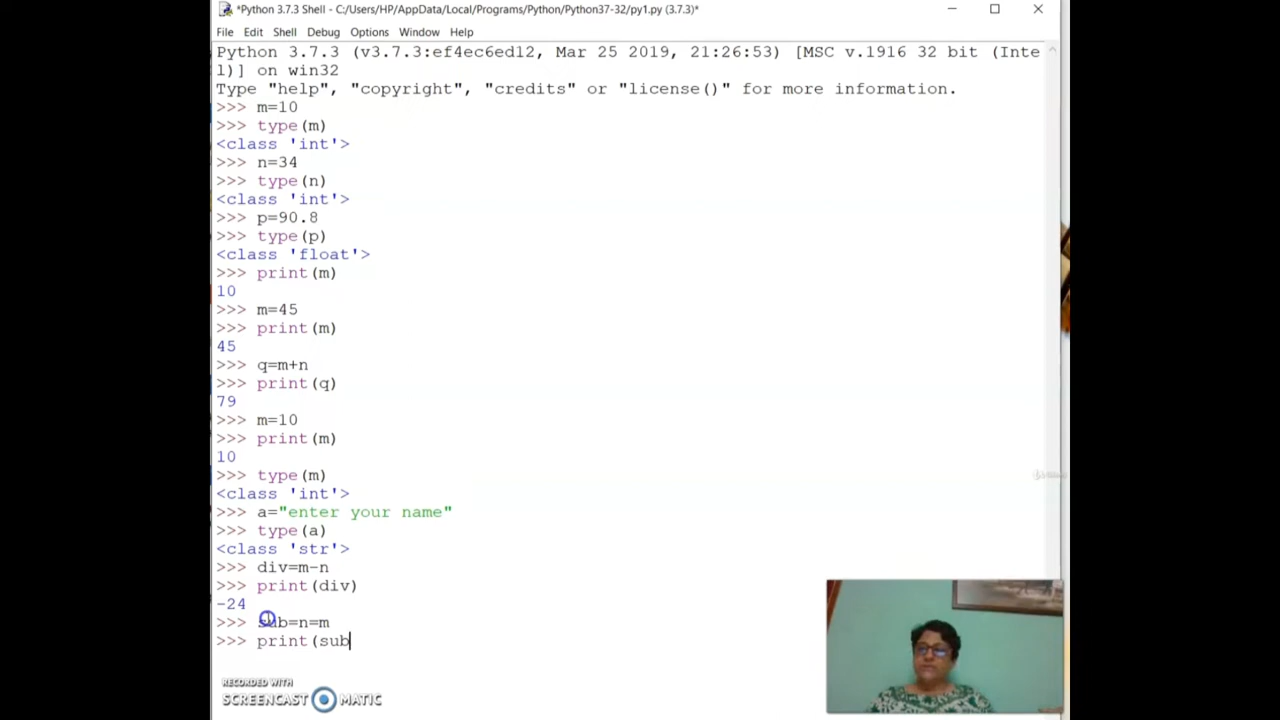 *Python 3.7.3 Shell - C:/Users/HP/AppData/Local/Programs/Python/Python37-32/py1.py (3.7.3)*
File Edit Shell Debug Options Window Help
Python 3.7.3 (v3.7.3:ef4ec6ed12, Mar 25 2019, 21:26:53) [MSC v.1916 32 bit (Inte
l)] on win32
Type "help", "copyright", "credits" or "license()" for more information.
>>> m=10
>>> type(m)
<class 'int'>
>>> n=34
>>> type(n)
<class 'int'>
>>> p=90.8
>>> type(p)
<class 'float'>
>>> print(m)
10
>>> m=45
>>> print(m)
45
>>> q=m+n
>>> print(q)
79
>>> m=10
>>> print(m)
10
>>> type(m)
<class 'int'>
>>> a="enter your name"
>>> type(a)
<class 'str'>
>>> div=m-n
>>> print(div)
-24
>>> sub=n=m
>>> print(sub
RECORDED WITH
SCREENCAST MATIC